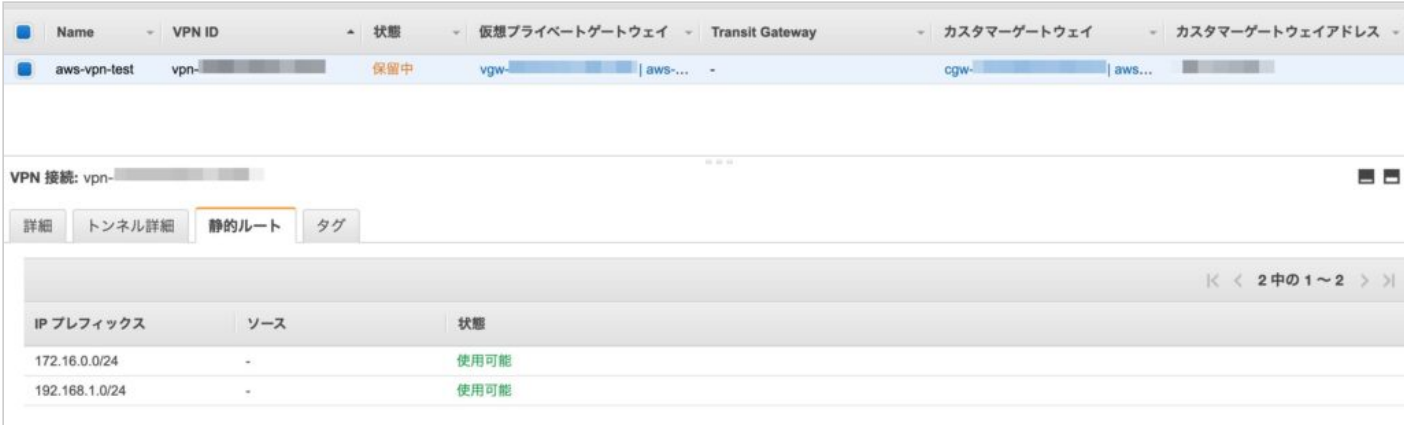 Name VPN ID 状態 仮想プライベートゲートウェイ Transit Gateway カスタマーゲートウェイ カスタマーゲートウェイアドレス
aws-vpn-test vpn- 保留中 vgw- | aws-... - cgw- | aws...
VPN 接続: vpn-
詳細 トンネル詳細 静的ルート タグ
2 中の 1 ～ 2
IP プレフィックス ソース 状態
172.16.0.0/24 - 使用可能
192.168.1.0/24 - 使用可能